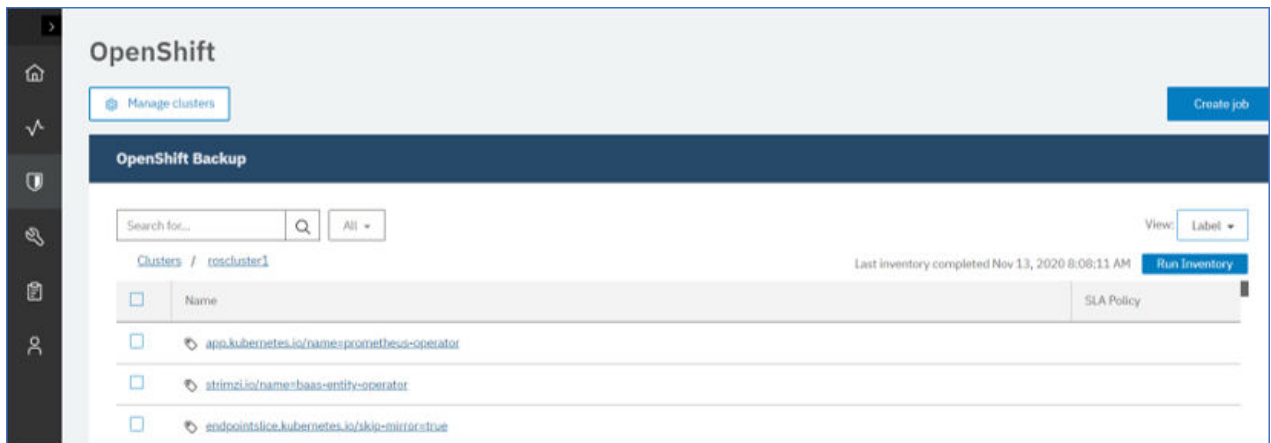 OpenShift
Manage clusters
Create job
OpenShift Backup
Search for...
All
View: Label
Clusters / roscluster1
Last inventory completed Nov 13, 2020 8:08:11 AM Run Inventory
Name SLA Policy
app.kubernetes.io/name=prometheus-operator
strimzi.io/name=baas-entity-operator
endpointslice.kubernetes.io/skip-mirror=true